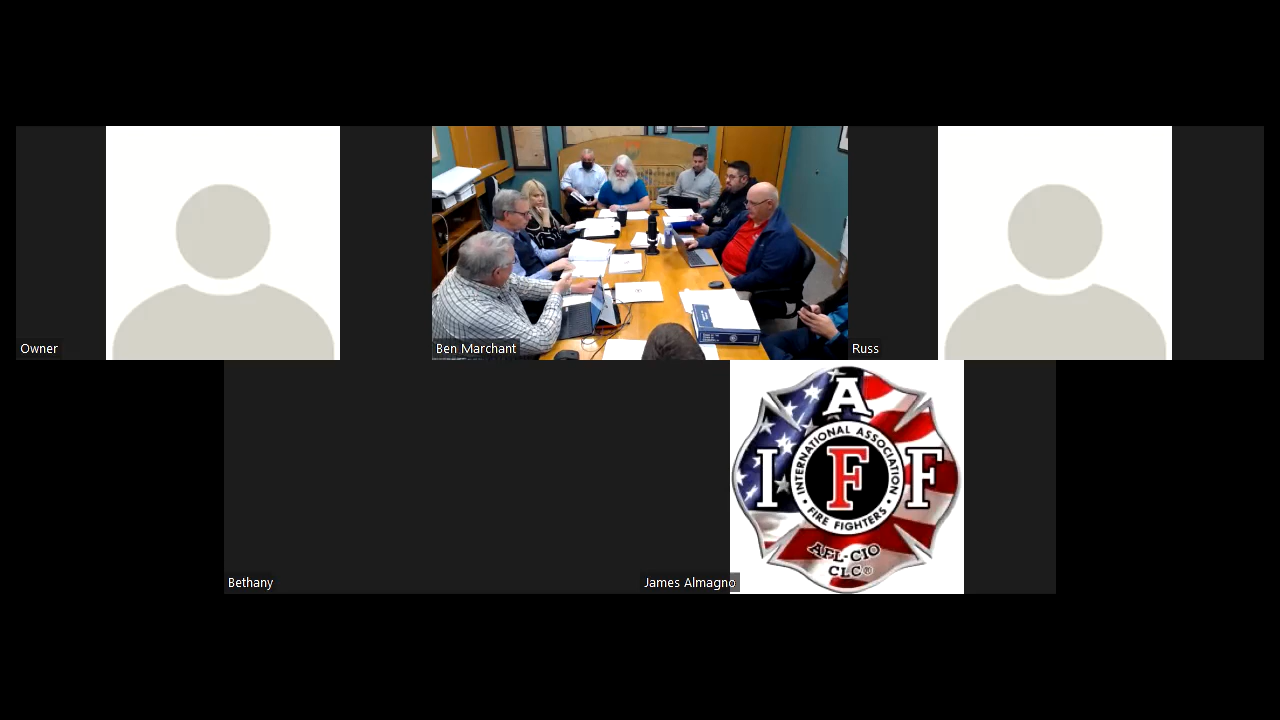 Owner
Ben Marchant
Russ
Bethany
James Almagno
I A F F
INTERNATIONAL ASSOCIATION
FIRE FIGHTERS
AFL-CIO
CLC®